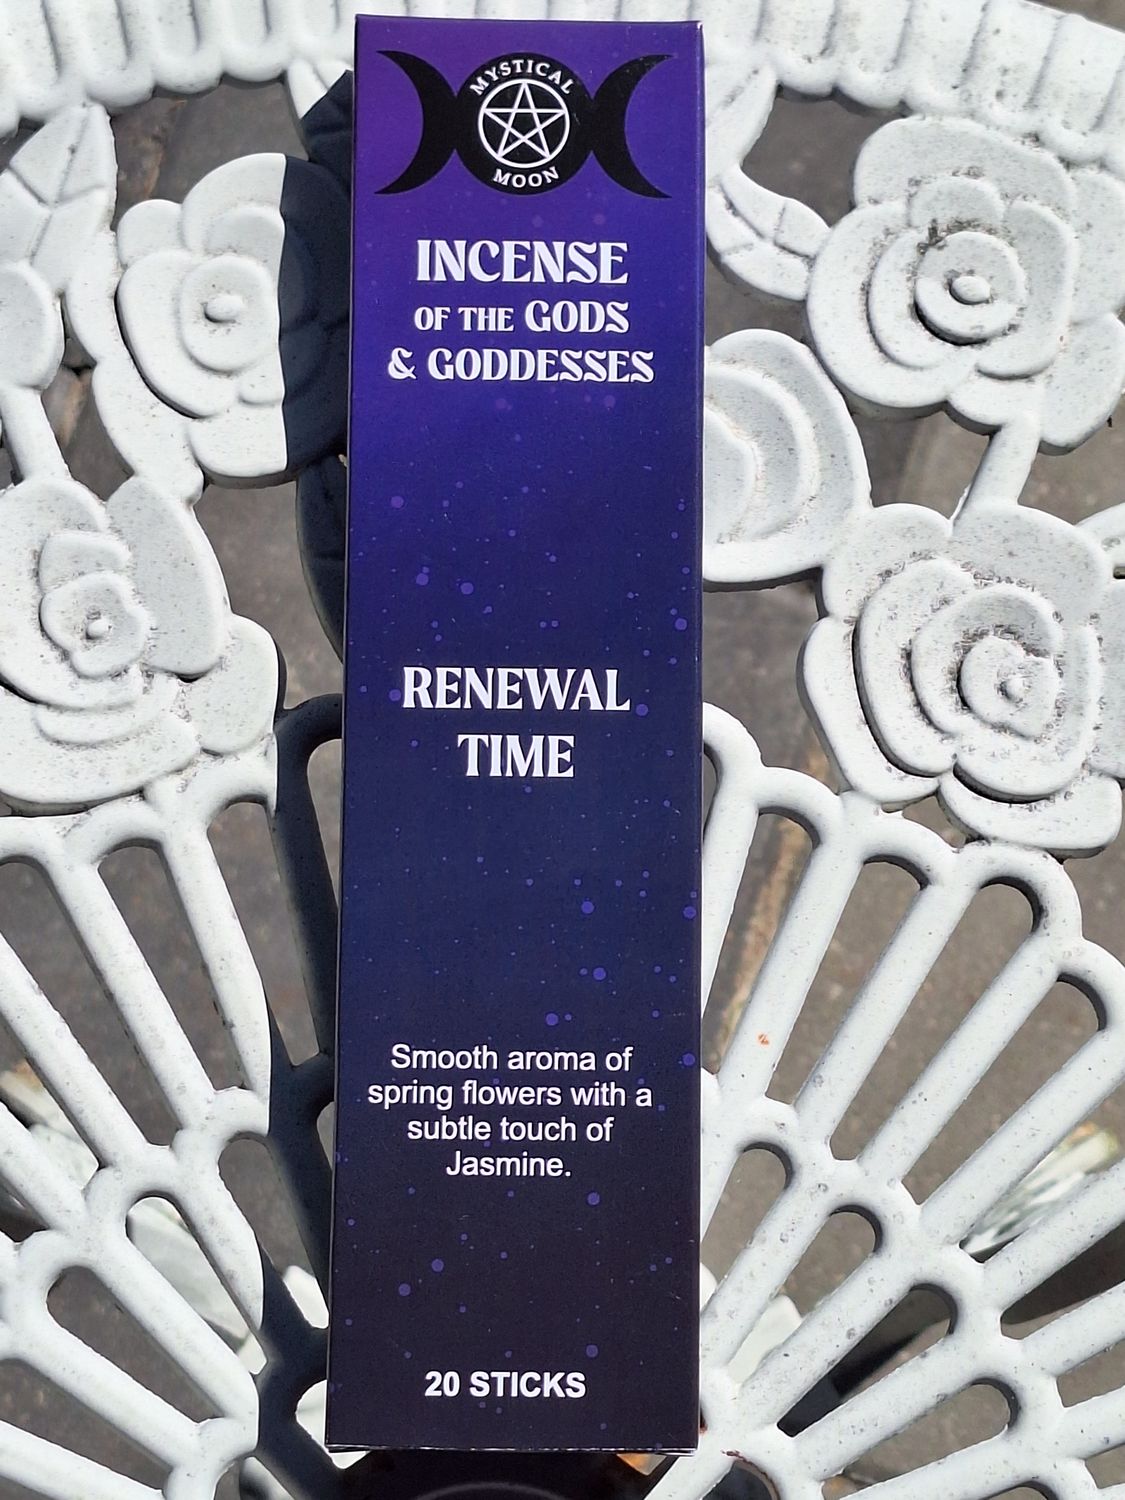 MYSTICAL
MOON
INCENSE
OF THE GODS
& GODDESSES
RENEWAL
TIME
Smooth aroma of
spring flowers with a
subtle touch of
Jasmine.
20 STICKS